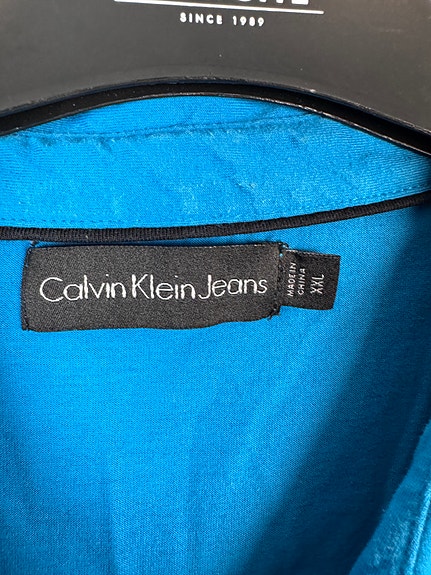 SINCE 1989
Calvin Klein Jeans
MADE IN
CHINA
XXL